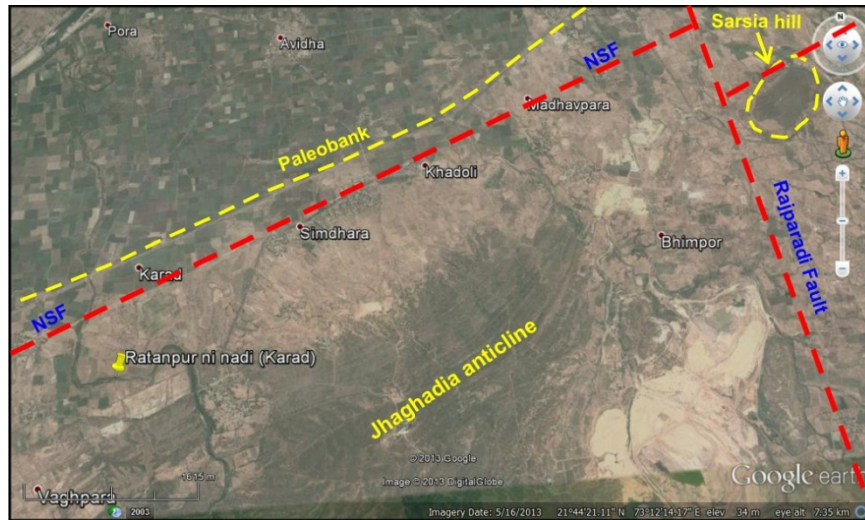 Pora
Avidha
Sarsia hill
N
NSF
Madhavpara
Paleobank
Khadoli
Simdhara
Bhimpor
Karad
Rajparadi Fault
NSF
Ratanpur ni nadi (Karad)
Jhaghadia anticline
© 2013 Google
Image © 2013 DigitalGlobe
Google earth
1615 m
Vaghpara
2003
Imagery Date: 5/16/2013 21°44'21.11" N 73°12'14.17" E elev 34 m eye alt 7.35 km